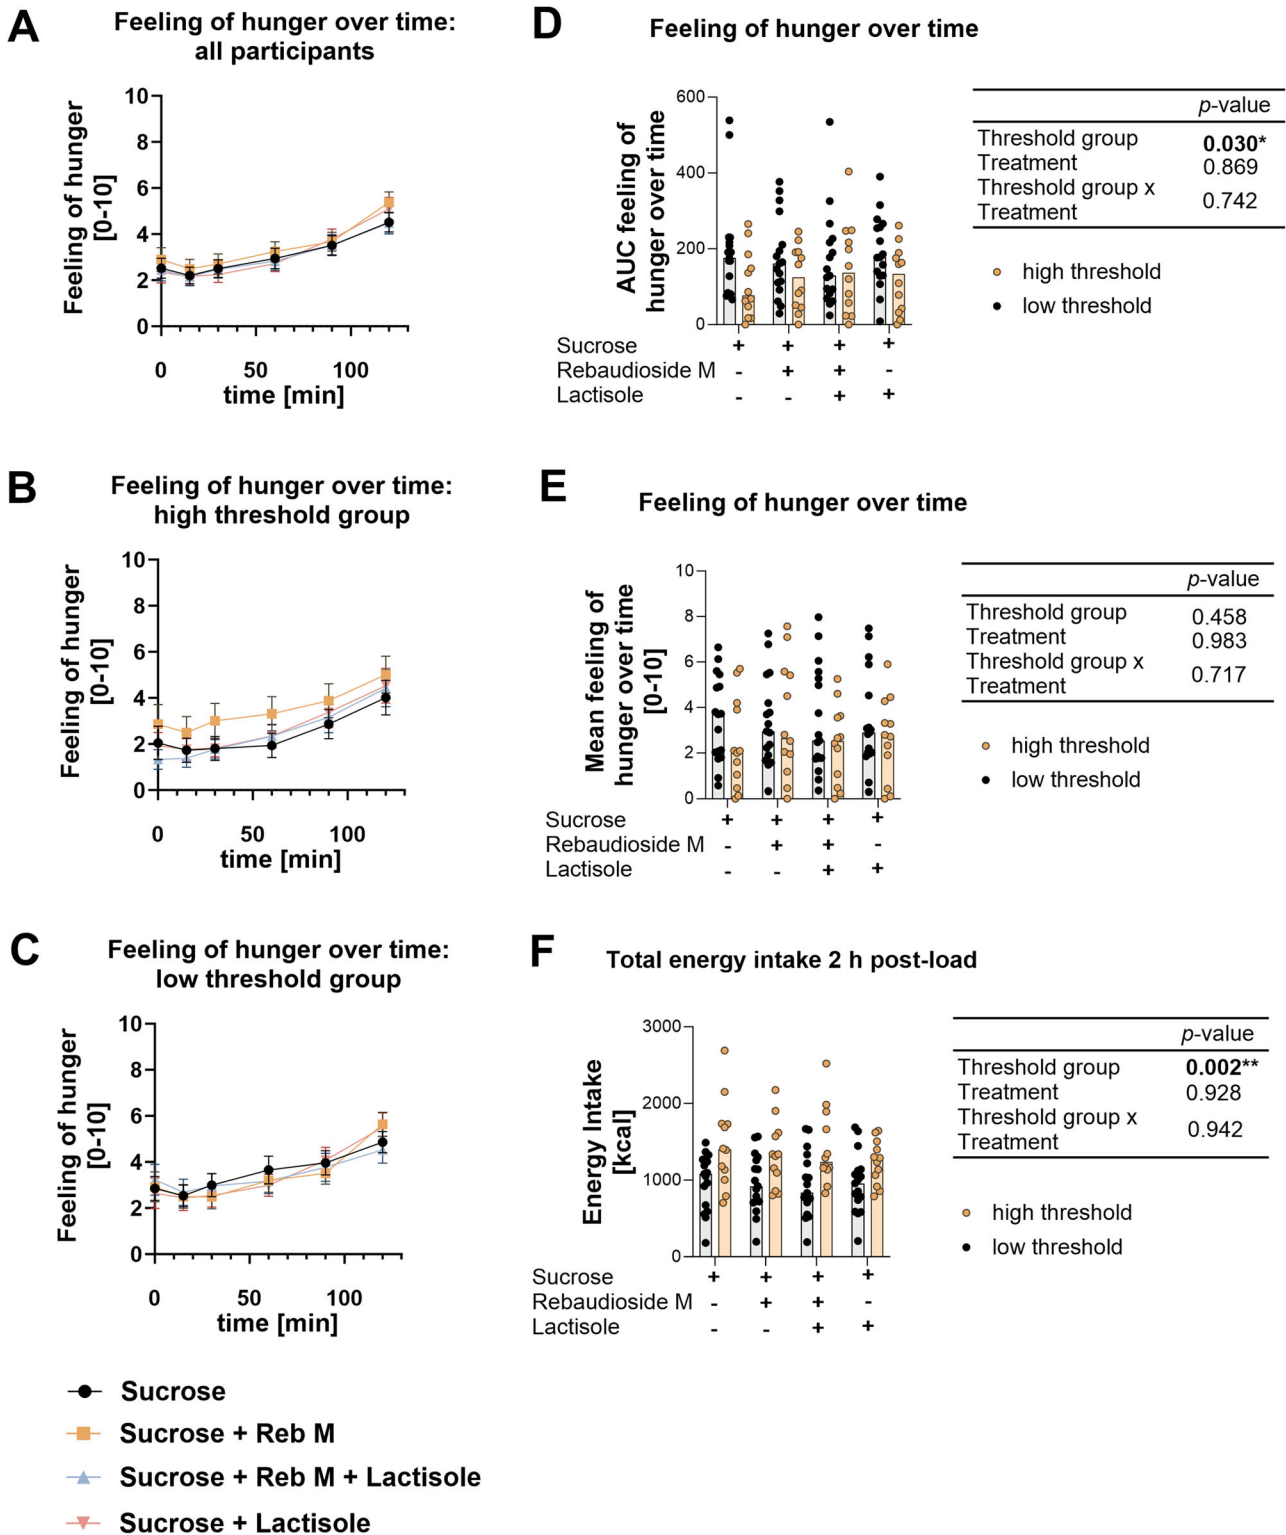 A
Feeling of hunger over time:
all participants
Feeling of hunger
[0-10]
10
8
6
4
2
0
0 50 100
time [min]
B
Feeling of hunger over time:
high threshold group
Feeling of hunger
[0-10]
10
8
6
4
2
0
0 50 100
time [min]
C
Feeling of hunger over time:
low threshold group
Feeling of hunger
[0-10]
10
8
6
4
2
0
0 50 100
time [min]
Sucrose
Sucrose + Reb M
Sucrose + Reb M + Lactisole
Sucrose + Lactisole
D
Feeling of hunger over time
AUC feeling of
hunger over time
600
400
200
0
Sucrose + + + +
Rebaudioside M - + + -
Lactisole - - + +
p-value
Threshold group 0.030*
Treatment 0.869
Threshold group x
Treatment 0.742
high threshold
low threshold
E
Feeling of hunger over time
Mean feeling of
hunger over time
[0-10]
10
8
6
4
2
0
Sucrose + + + +
Rebaudioside M - + + -
Lactisole - - + +
p-value
Threshold group 0.458
Treatment 0.983
Threshold group x
Treatment 0.717
high threshold
low threshold
F
Total energy intake 2 h post-load
Energy Intake
[kcal]
3000
2000
1000
0
Sucrose + + + +
Rebaudioside M - + + -
Lactisole - - + +
p-value
Threshold group 0.002**
Treatment 0.928
Threshold group x
Treatment 0.942
high threshold
low threshold